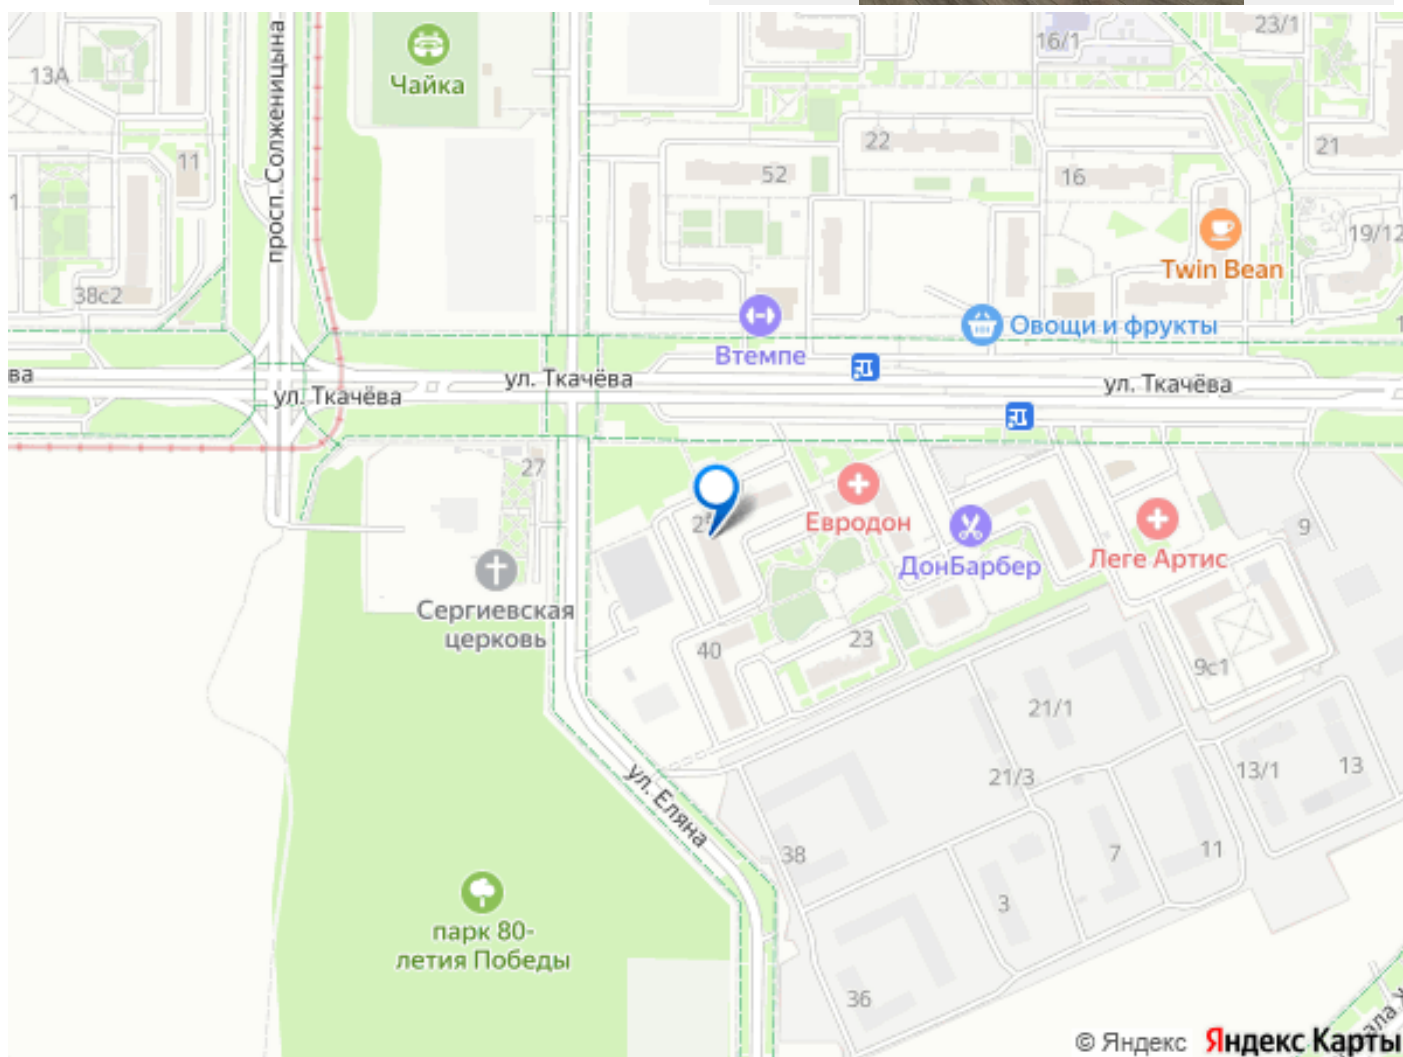 23/1
16/1
Чайка
13А
просп. Солженицына
11
22
21
52
16
1
19/12
Twin Bean
38с2
Овощи и фрукты
Втемпе
ва
ул. Ткачёва
ул. Ткачёва
ул. Ткачёва
27
Евродон
9
ДонБарбер
Леге Артис
Сергиевская
церковь
40
23
9с1
21/1
21/3
13/1
13
ул. Еляна
38
7
11
3
парк 80-
летия Победы
36
© Яндекс
Яндекс Карты